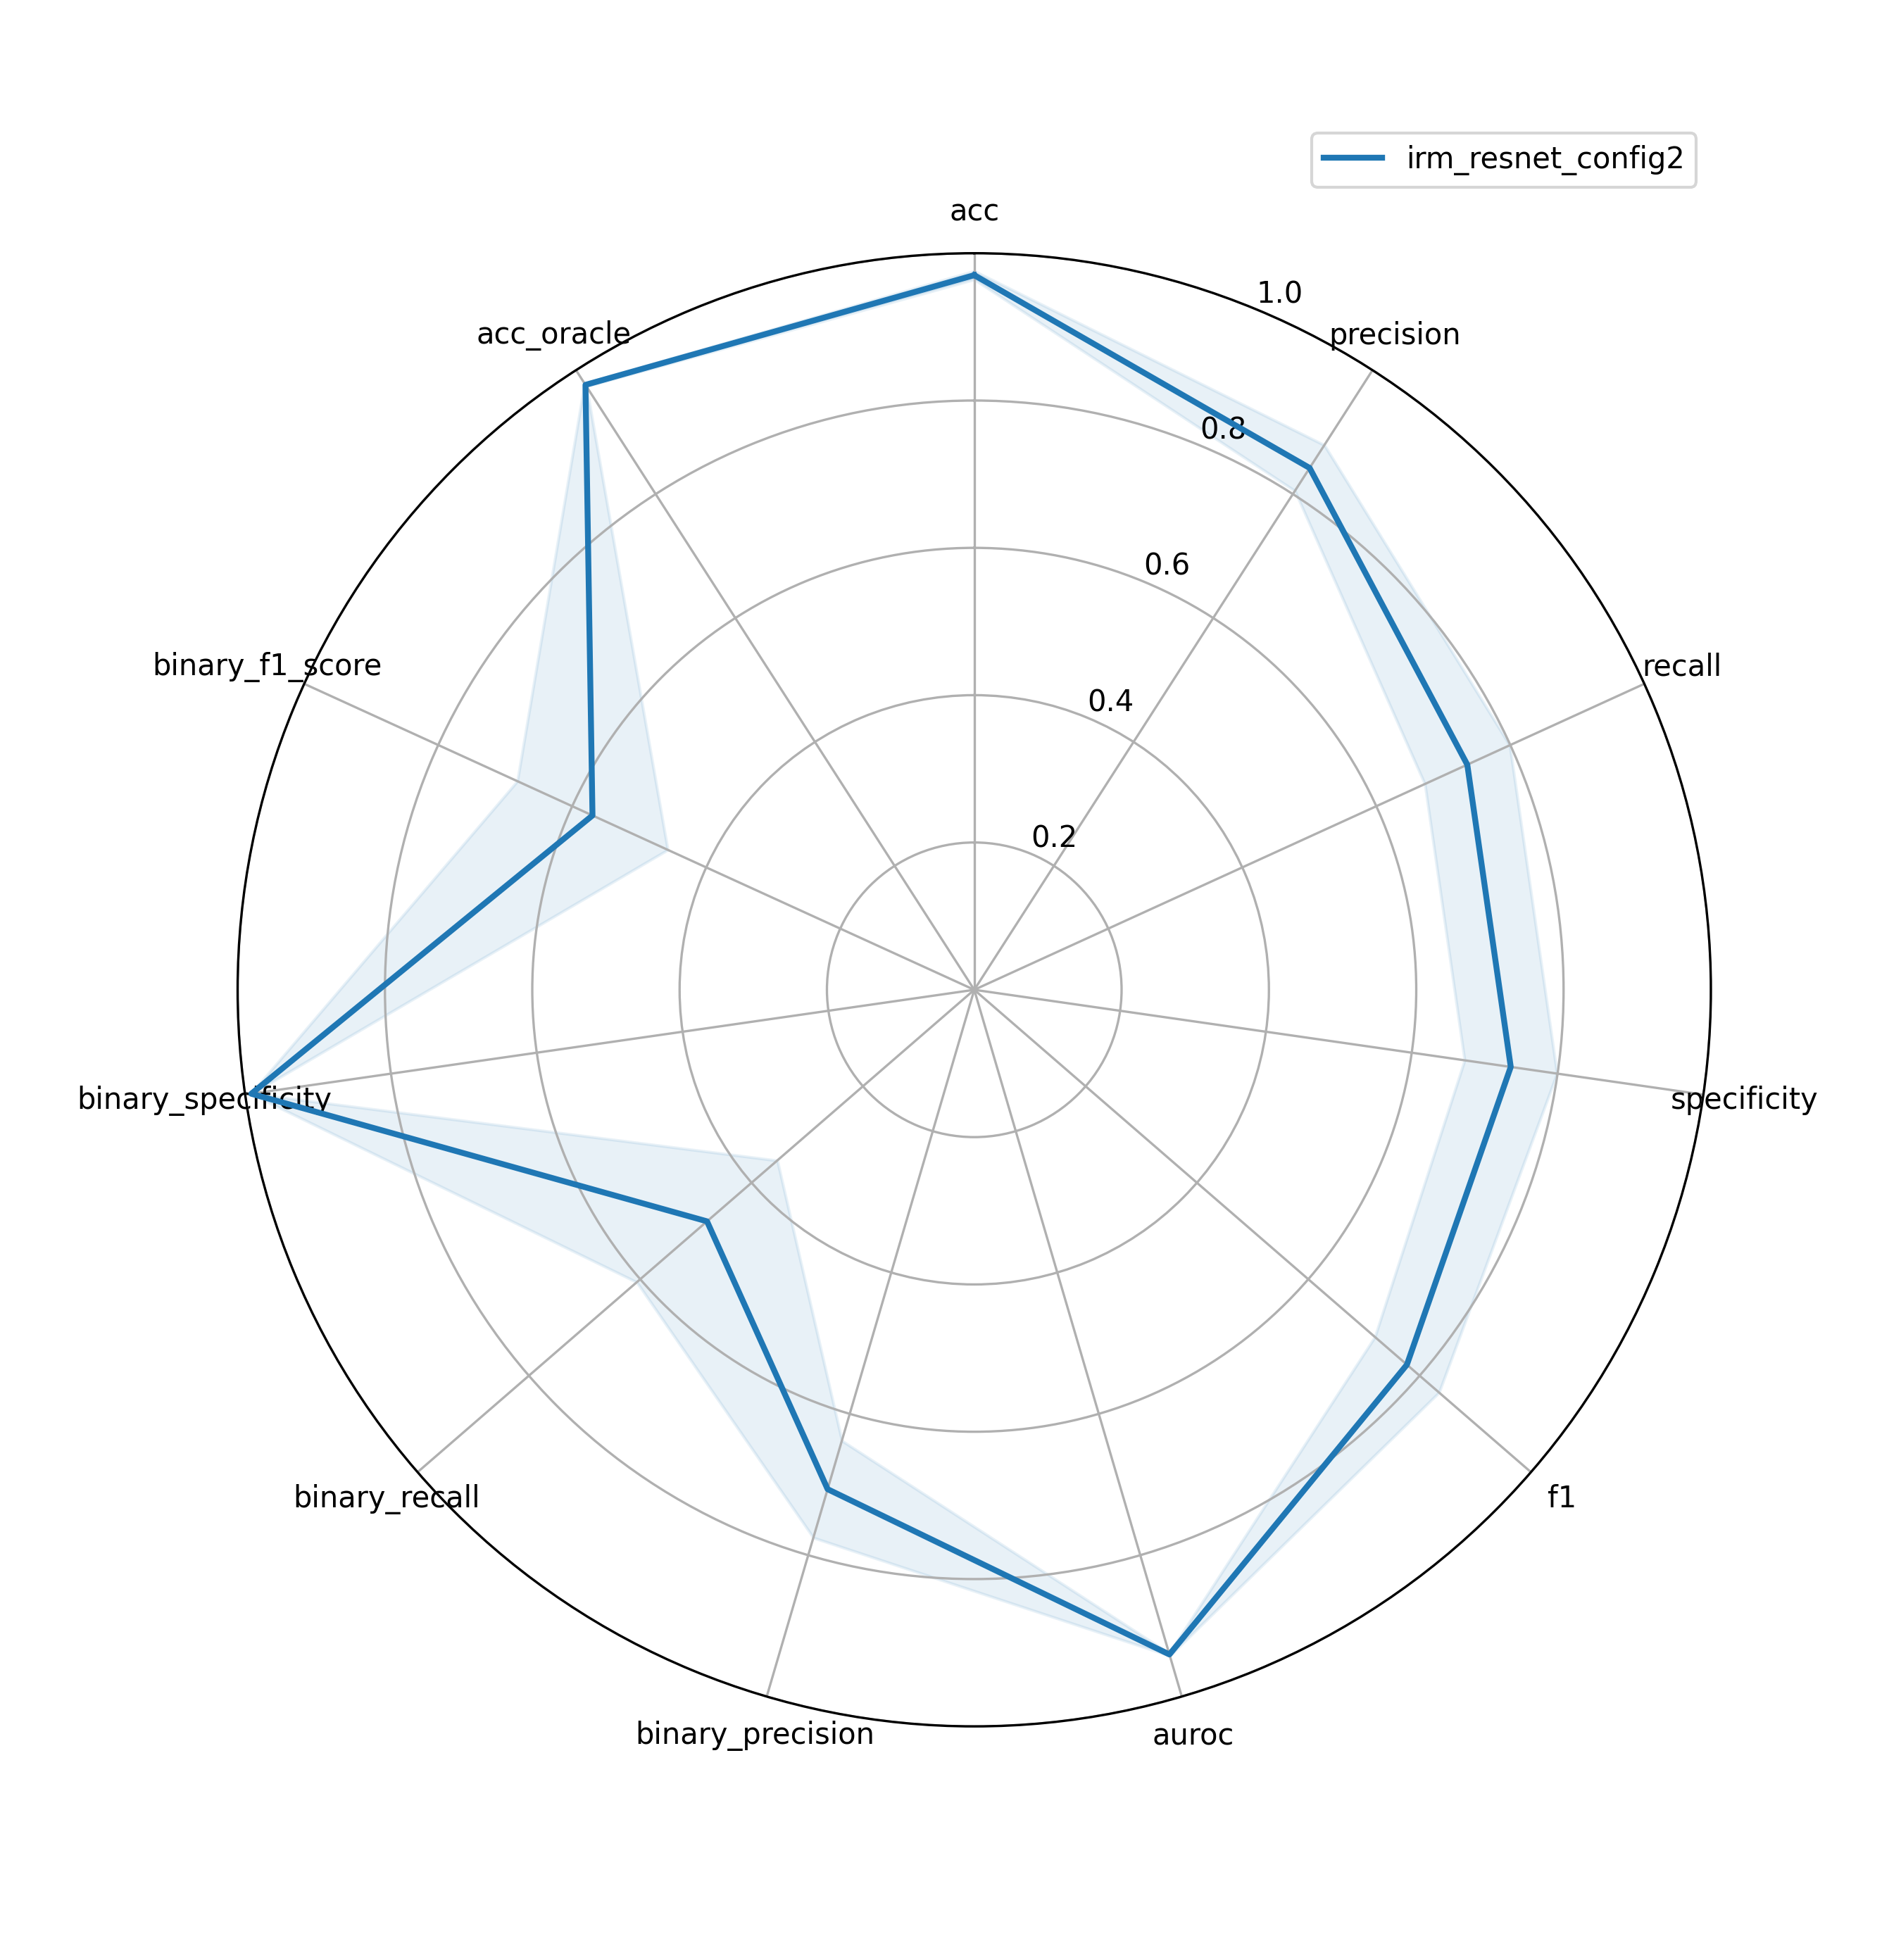 irm_resnet_config2
acc
1.0
acc_oracle
precision
0.8
0.6
binary_f1_score
recall
0.4
0.2
binary_specificity
specificity
binary_recall
f1
binary_precision
auroc